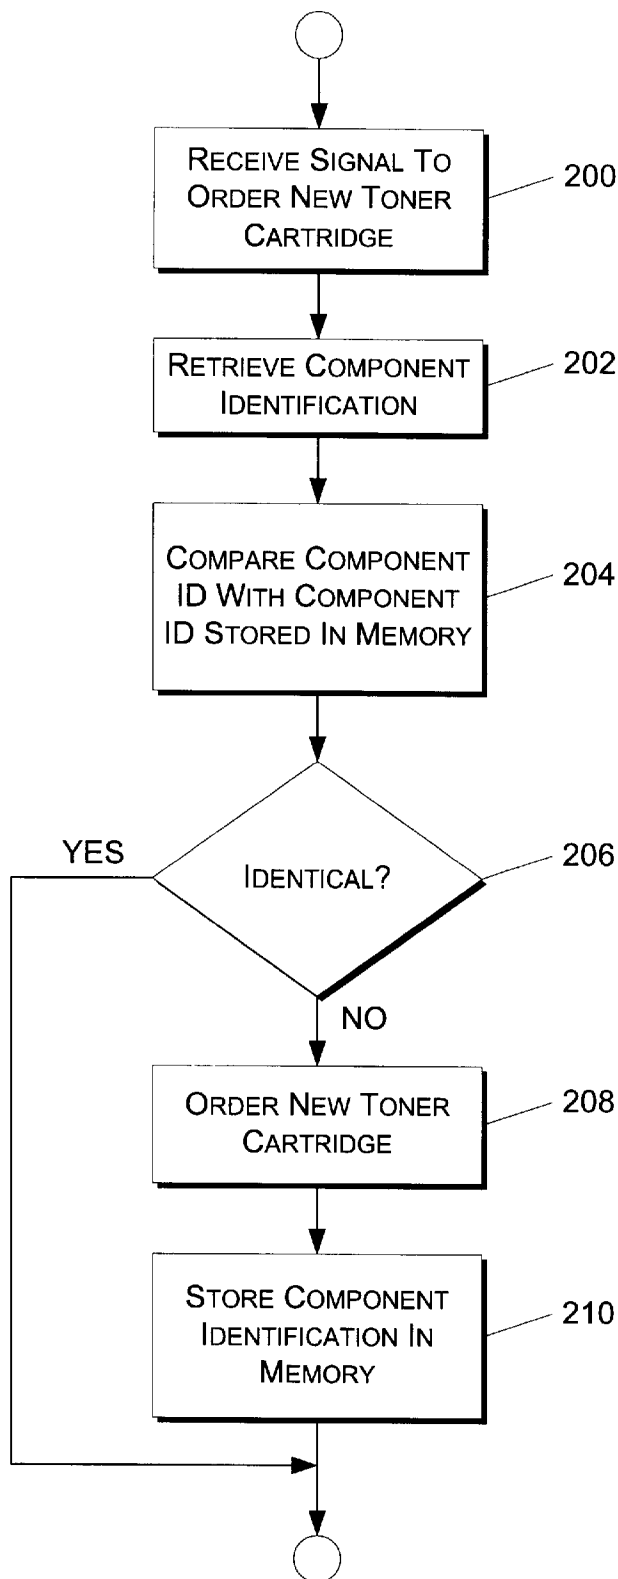 RECEIVE SIGNAL TO
ORDER NEW TONER
CARTRIDGE
200
RETRIEVE COMPONENT
IDENTIFICATION
202
COMPARE COMPONENT
ID WITH COMPONENT
ID STORED IN MEMORY
204
YES
IDENTICAL?
206
NO
ORDER NEW TONER
CARTRIDGE
208
STORE COMPONENT
IDENTIFICATION IN
MEMORY
210